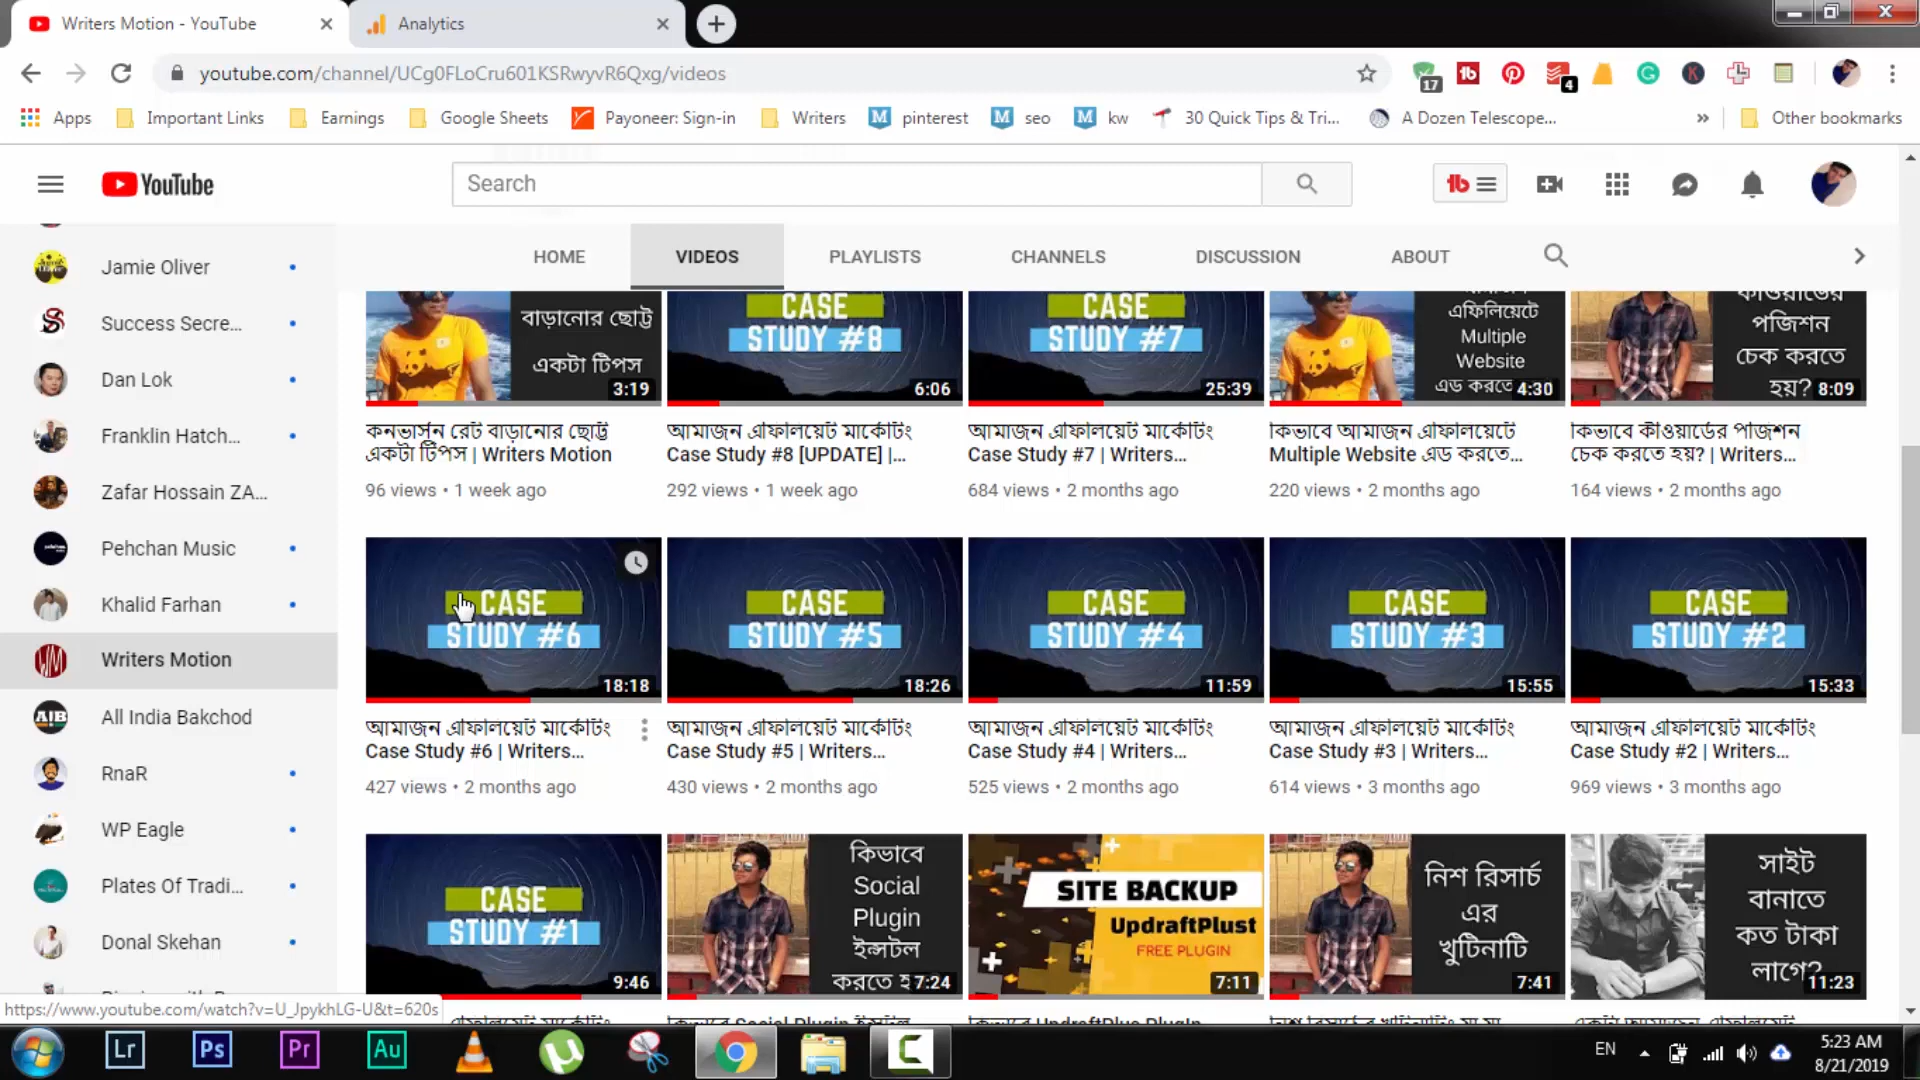 Writers Motion - YouTube
Analytics
youtube.com/channel/UCg0FLoCru601KSRwyvR6Qxg/videos
17
4
Apps
Important Links
Earnings
Google Sheets
Payoneer: Sign-in
Writers
pinterest
seo
kw
30 Quick Tips & Tri...
A Dozen Telescope...
Other bookmarks
YouTube
Search
HOME
VIDEOS
PLAYLISTS
CHANNELS
DISCUSSION
ABOUT
Jamie Oliver
Success Secre...
Dan Lok
Franklin Hatch...
Zafar Hossain ZA...
Pehchan Music
Khalid Farhan
Writers Motion
All India Bakchod
RnaR
WP Eagle
Plates Of Tradi...
Donal Skehan
বাড়ানোর ছোট্ট
একটা টিপস
3:19
CASE
STUDY #8
6:06
CASE
STUDY #7
25:39
এফিলিয়েটে
Multiple
Website
এড করতে
4:30
কীওয়ার্ডের
পজিশন
চেক করতে
হয়?
8:09
কনভার্সন রেট বাড়ানোর ছোট্ট
একটা টিপস | Writers Motion
96 views • 1 week ago
আমাজন এফিলিয়েট মার্কেটিং
Case Study #8 [UPDATE] |...
292 views • 1 week ago
আমাজন এফিলিয়েট মার্কেটিং
Case Study #7 | Writers...
684 views • 2 months ago
কিভাবে আমাজন এফিলিয়েটে
Multiple Website এড করতে...
220 views • 2 months ago
কিভাবে কীওয়ার্ডের পজিশন
চেক করতে হয়? | Writers...
164 views • 2 months ago
CASE
STUDY #6
18:18
CASE
STUDY #5
18:26
CASE
STUDY #4
11:59
CASE
STUDY #3
15:55
CASE
STUDY #2
15:33
আমাজন এফিলিয়েট মার্কেটিং
Case Study #6 | Writers...
427 views • 2 months ago
আমাজন এফিলিয়েট মার্কেটিং
Case Study #5 | Writers...
430 views • 2 months ago
আমাজন এফিলিয়েট মার্কেটিং
Case Study #4 | Writers...
525 views • 2 months ago
আমাজন এফিলিয়েট মার্কেটিং
Case Study #3 | Writers...
614 views • 3 months ago
আমাজন এফিলিয়েট মার্কেটিং
Case Study #2 | Writers...
969 views • 3 months ago
CASE
STUDY #1
9:46
কিভাবে
Social
Plugin
ইন্সটল
করতে
7:24
SITE BACKUP
UpdraftPlust
FREE PLUGIN
7:11
নিশ রিসার্চ
এর
খুটিনাটি
7:41
সাইট
বানাতে
কত টাকা
লাগে?
11:23
https://www.youtube.com/watch?v=U_JpykhLG-U&t=620s
Lr
Ps
Pr
Au
EN
5:23 AM
8/21/2019